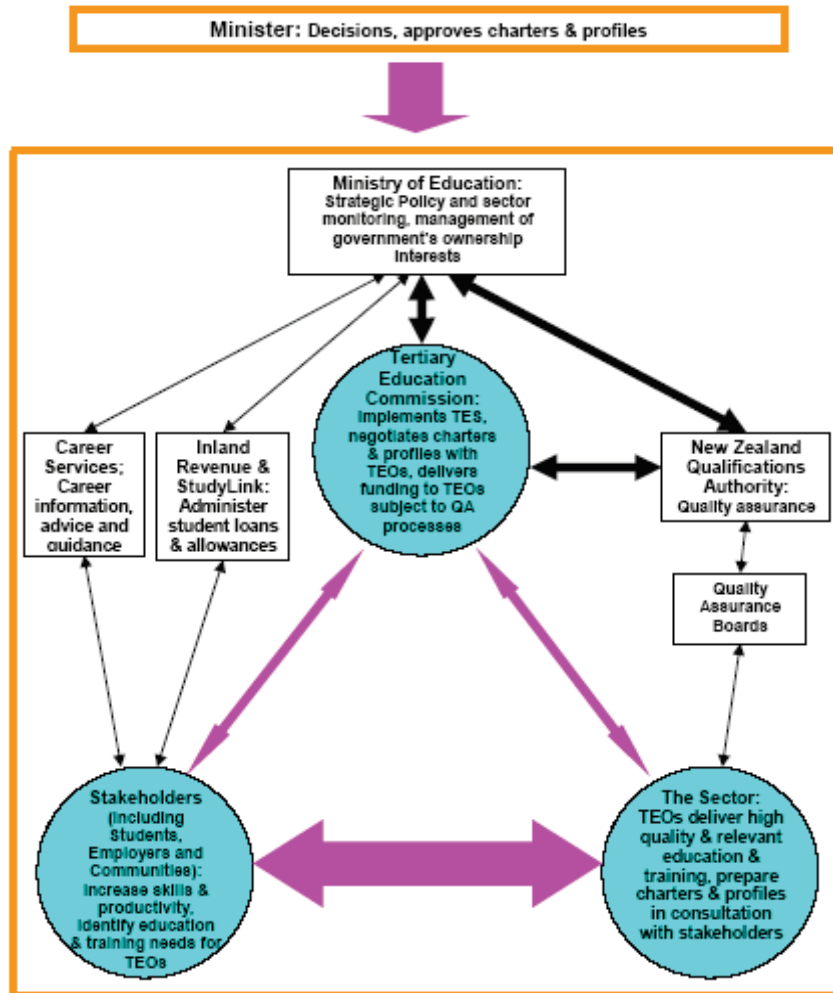 Minister: Decisions, approves charters & profiles
Ministry of Education:
Strategic Policy and sector
monitoring, management of
government's ownership
interests
Tertiary
Education
Commission:
Implements TES,
negotiates charters
& profiles with
TEOs, delivers
funding to TEOs
subject to QA
processes
Career
Services;
Career
information,
advice and
guidance
Inland
Revenue &
StudyLink:
Administer
student loans
& allowances
New Zealand
Qualifications
Authority:
Quality assurance
Quality
Assurance
Boards
Stakeholders
(including
Students,
Employers and
Communities):
increase skills &
productivity,
identify education
& training needs for
TEOs
The Sector:
TEOs deliver high
quality & relevant
education &
training, prepare
charters & profiles
in consultation
with stakeholders